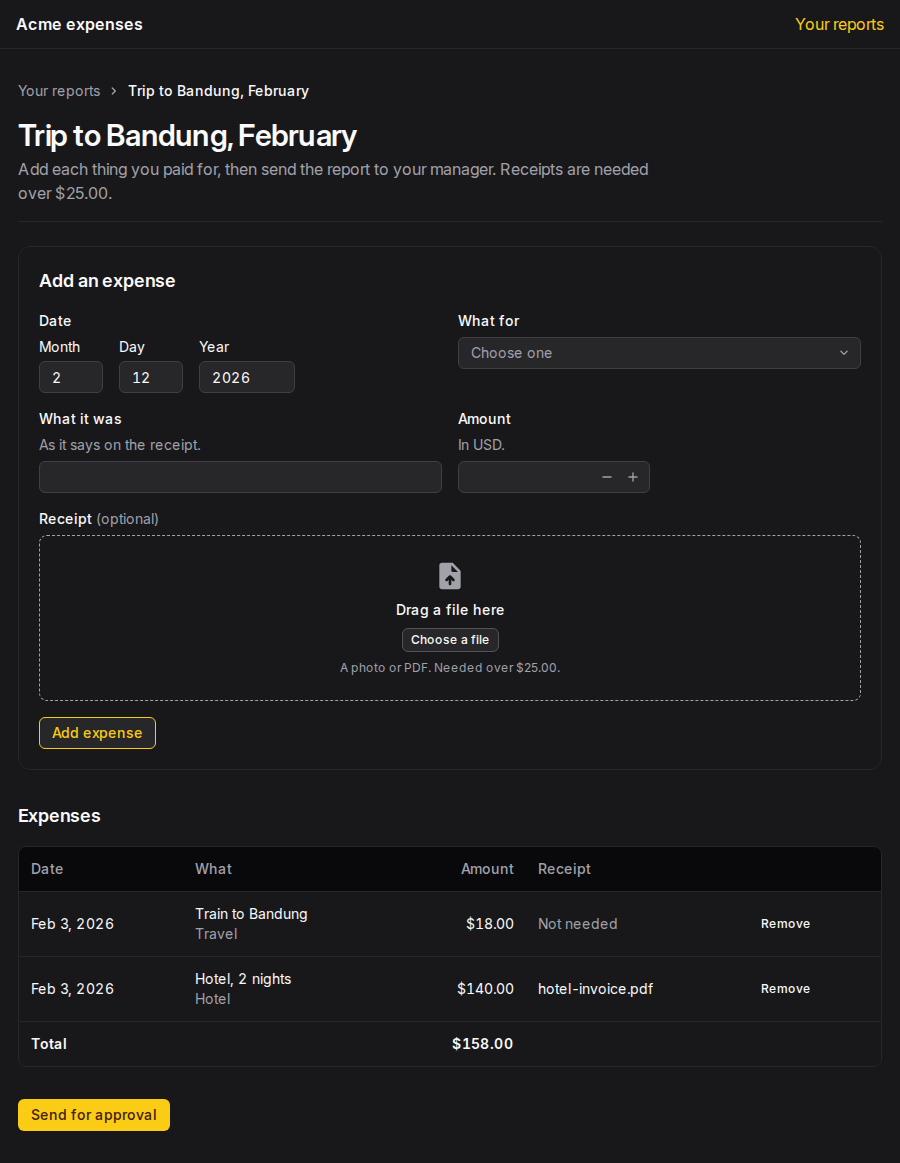 Acme expenses
Your reports
Your reports
Trip to Bandung, February
Trip to Bandung, February
Add each thing you paid for, then send the report to your manager. Receipts are needed
over $25.00.
Add an expense
Date
Month
Day
Year
2
12
2026
What for
Choose one
What it was
As it says on the receipt.
Amount
In USD.
Receipt (optional)
Drag a file here
Choose a file
A photo or PDF. Needed over $25.00.
Add expense
Expenses
Date What Amount Receipt
Feb 3, 2026 Train to Bandung $18.00 Not needed Remove
Travel
Feb 3, 2026 Hotel, 2 nights $140.00 hotel-invoice.pdf Remove
Hotel
Total $158.00
Send for approval